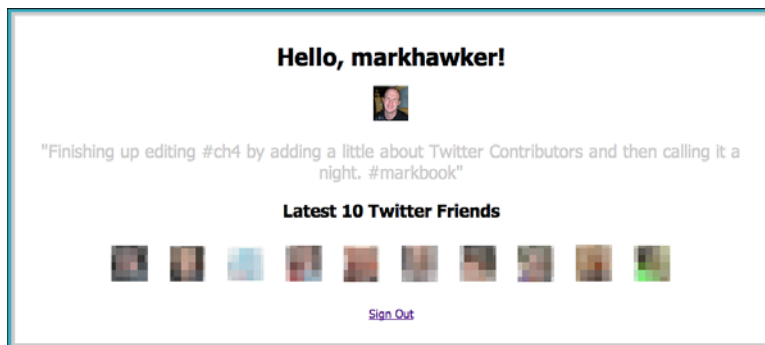 Hello, markhawker!
"Finishing up editing #ch4 by adding a little about Twitter Contributors and then calling it a
night. #markbook"
Latest 10 Twitter Friends
Sign Out